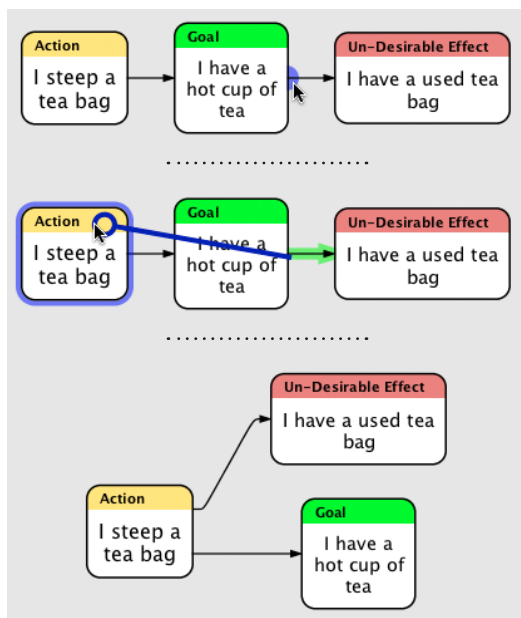 Action
I steep a
tea bag
Goal
I have a
hot cup of
tea
Un-Desirable Effect
I have a used tea
bag
Action
I steep a
tea bag
Goal
I have a
hot cup of
tea
Un-Desirable Effect
I have a used tea
bag
Un-Desirable Effect
I have a used tea
bag
Action
I steep a
tea bag
Goal
I have a
hot cup of
tea